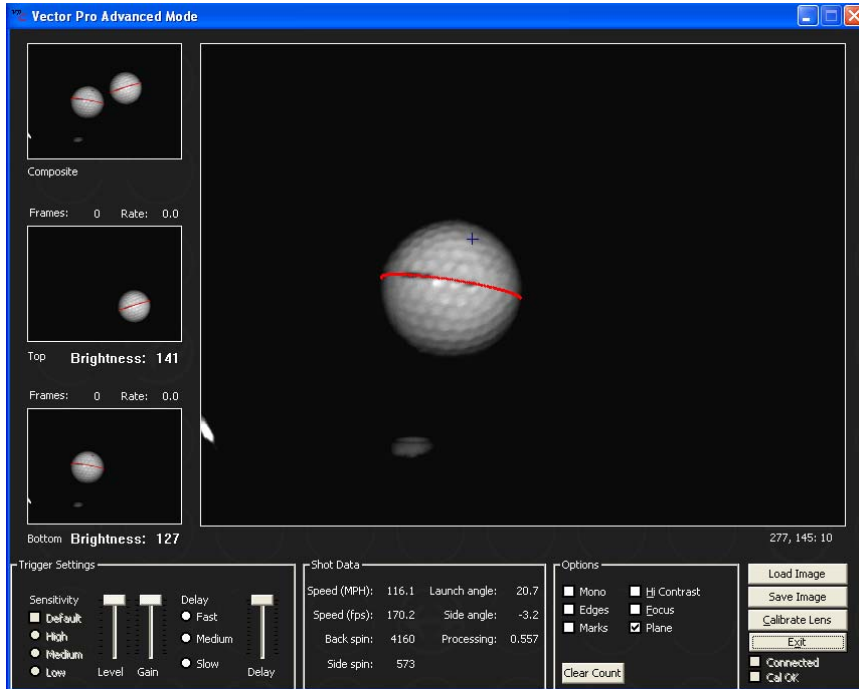 Vector Pro Advanced Mode
Composite
Frames: 0 Rate: 0.0
Top Brightness: 141
Frames: 0 Rate: 0.0
Bottom Brightness: 127
277, 145: 10
Trigger Settings
Sensitivity
Default
High
Medium
Low
Level
Gain
Delay
Fast
Medium
Slow
Delay
Shot Data
Speed (MPH): 116.1 Launch angle: 20.7
Speed (fps): 170.2 Side angle: -3.2
Back spin: 4160 Processing: 0.557
Side spin: 573
Options
Mono Hi Contrast
Edges Focus
Marks Plane
Clear Count
Load Image
Save Image
Calibrate Lens
Exit
Connected
Cal OK